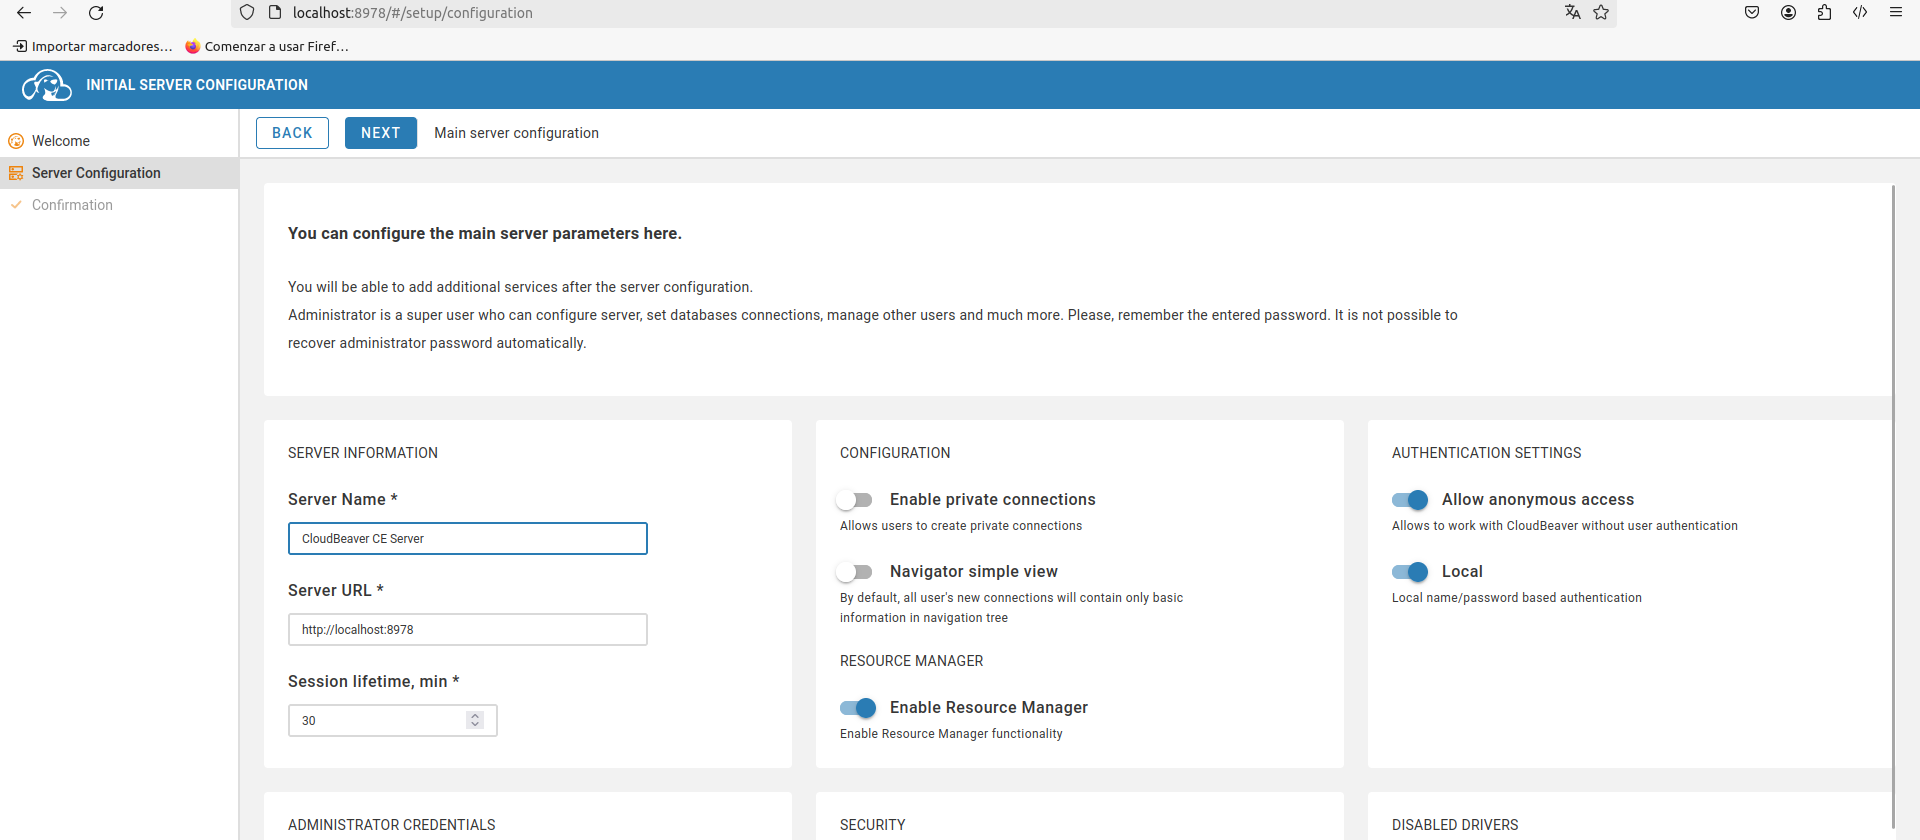 localhost:8978/#/setup/configuration
Importar marcadores...
Comenzar a usar Firef...
INITIAL SERVER CONFIGURATION
Welcome
Server Configuration
Confirmation
BACK
NEXT
Main server configuration
You can configure the main server parameters here.
You will be able to add additional services after the server configuration.
Administrator is a super user who can configure server, set databases connections, manage other users and much more. Please, remember the entered password. It is not possible to
recover administrator password automatically.
SERVER INFORMATION
Server Name *
CloudBeaver CE Server
Server URL *
http://localhost:8978
Session lifetime, min *
30
CONFIGURATION
Enable private connections
Allows users to create private connections
Navigator simple view
By default, all user's new connections will contain only basic
information in navigation tree
RESOURCE MANAGER
Enable Resource Manager
Enable Resource Manager functionality
AUTHENTICATION SETTINGS
Allow anonymous access
Allows to work with CloudBeaver without user authentication
Local
Local name/password based authentication
ADMINISTRATOR CREDENTIALS
SECURITY
DISABLED DRIVERS